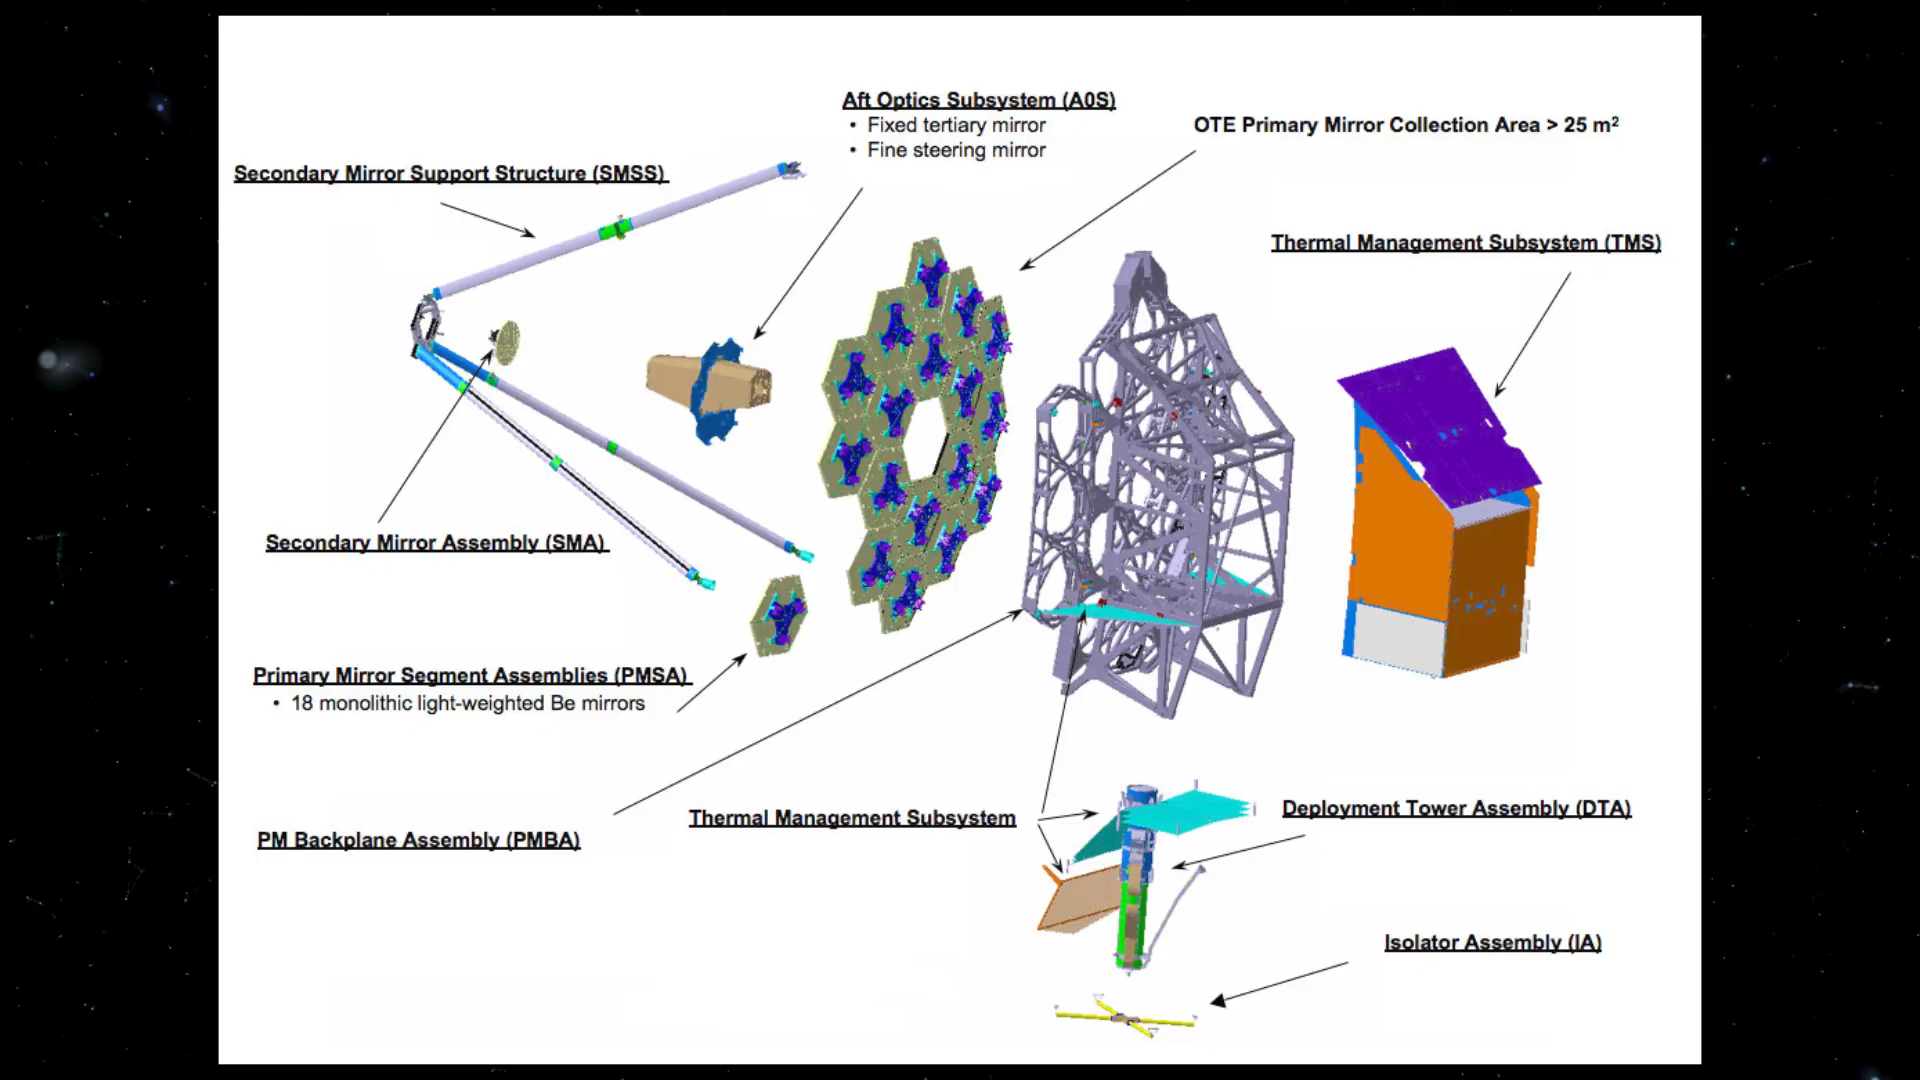 Aft Optics Subsystem (A0S)
• Fixed tertiary mirror
• Fine steering mirror
OTE Primary Mirror Collection Area > 25 m²
Secondary Mirror Support Structure (SMSS)
Thermal Management Subsystem (TMS)
Secondary Mirror Assembly (SMA)
Primary Mirror Segment Assemblies (PMSA)
• 18 monolithic light-weighted Be mirrors
PM Backplane Assembly (PMBA)
Thermal Management Subsystem
Deployment Tower Assembly (DTA)
Isolator Assembly (IA)